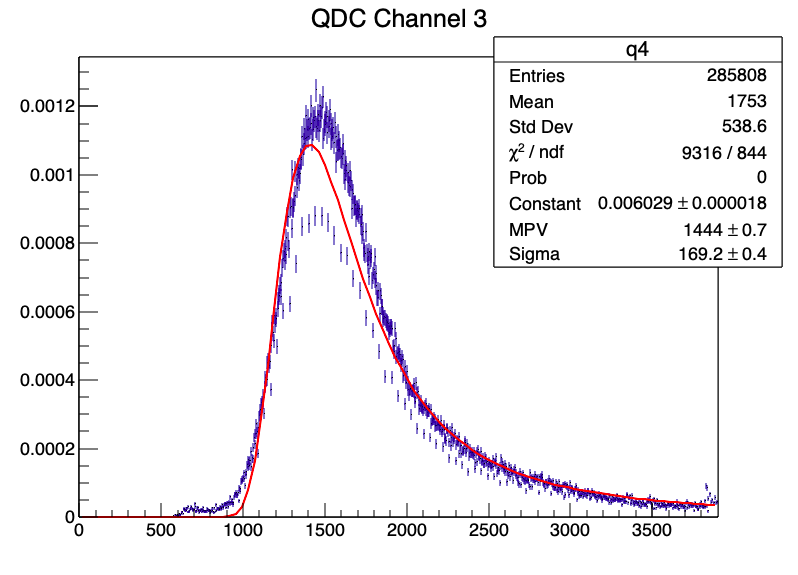 QDC Channel 3
q4
Entries 285808
Mean 1753
Std Dev 538.6
χ² / ndf 9316 / 844
Prob 0
Constant 0.006029 ± 0.000018
MPV 1444 ± 0.7
Sigma 169.2 ± 0.4
0.0012
0.001
0.0008
0.0006
0.0004
0.0002
0
0 500 1000 1500 2000 2500 3000 3500